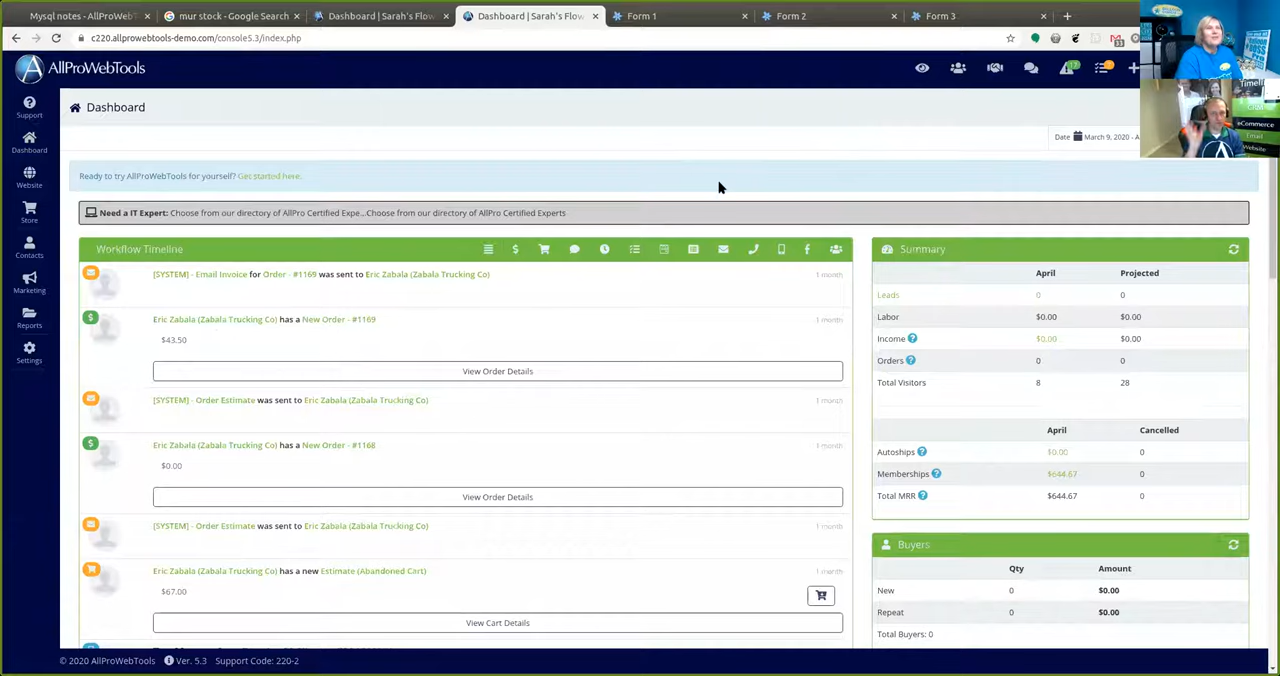 Mysql notes - AllProWebT
mur stock - Google Search
Dashboard | Sarah's Flow
Dashboard | Sarah's Flow
Form 1
Form 2
Form 3
c220.allprowebtools-demo.com/console5.3/index.php
AllProWebTools
17
Support
Dashboard
Website
Store
Contacts
Marketing
Reports
Settings
Dashboard
Date March 9, 2020 - A
Ready to try AllProWebTools for yourself? Get started here.
Need a IT Expert: Choose from our directory of AllPro Certified Expe...Choose from our directory of AllPro Certified Experts
Workflow Timeline
[SYSTEM] - Email Invoice for Order - #1169 was sent to Eric Zabala (Zabala Trucking Co) 1 month
Eric Zabala (Zabala Trucking Co) has a New Order - #1169 1 month
$43.50
View Order Details
[SYSTEM] - Order Estimate was sent to Eric Zabala (Zabala Trucking Co) 1 month
Eric Zabala (Zabala Trucking Co) has a New Order - #1168 1 month
$0.00
View Order Details
[SYSTEM] - Order Estimate was sent to Eric Zabala (Zabala Trucking Co) 1 month
Eric Zabala (Zabala Trucking Co) has a new Estimate (Abandoned Cart) 1 month
$67.00
View Cart Details
Summary
April Projected
Leads 0 0
Labor $0.00 $0.00
Income $0.00 $0.00
Orders 0 0
Total Visitors 8 28
April Cancelled
Autoships $0.00 0
Memberships $644.67 0
Total MRR $644.67 0
Buyers
Qty Amount
New 0 $0.00
Repeat 0 $0.00
Total Buyers: 0
© 2020 AllProWebTools Ver. 5.3 Support Code: 220-2
Timeli
CRM
eCommerce
Email
Website